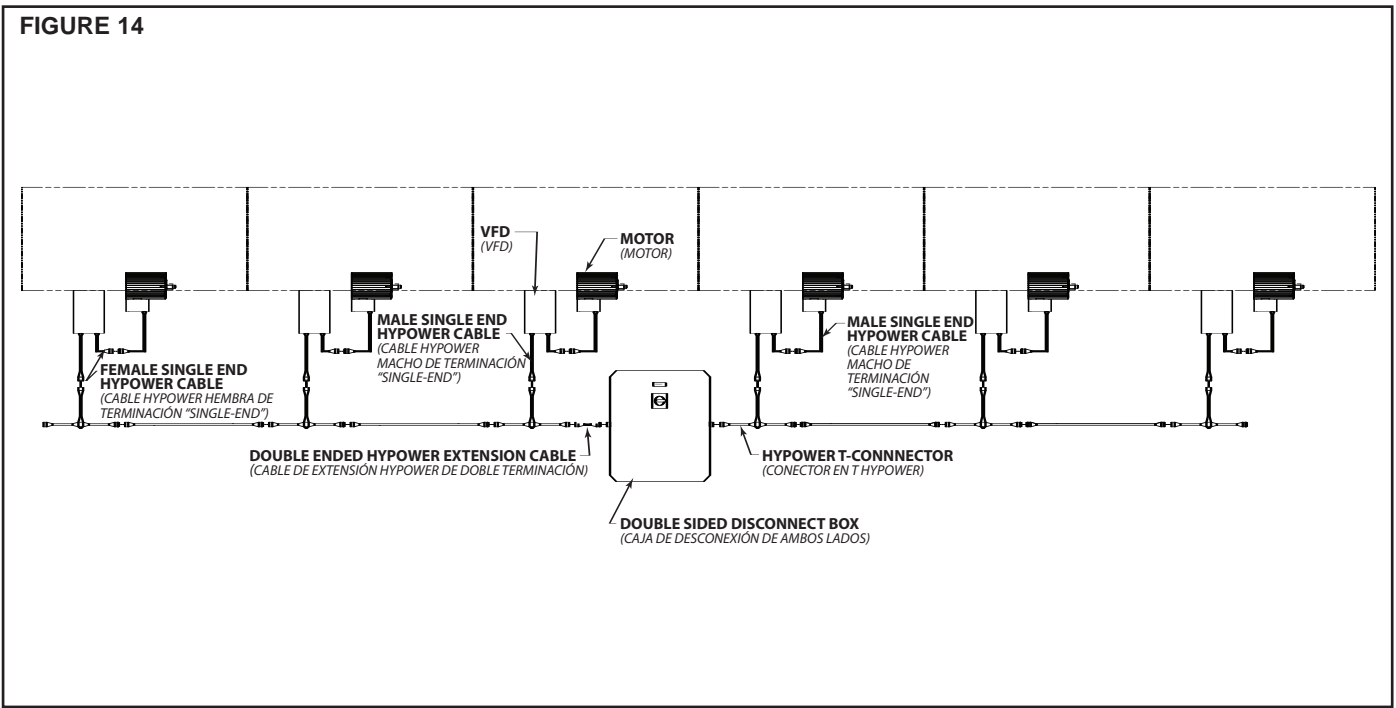 FIGURE 14
VFD
(VFD)
MOTOR
(MOTOR)
MALE SINGLE END
HYPOWER CABLE
(CABLE HYPOWER
MACHO DE TERMINACIÓN
"SINGLE-END")
MALE SINGLE END
HYPOWER CABLE
(CABLE HYPOWER
MACHO DE
TERMINACIÓN
"SINGLE-END")
FEMALE SINGLE END
HYPOWER CABLE
(CABLE HYPOWER HEMBRA DE
TERMINACIÓN "SINGLE-END")
DOUBLE ENDED HYPOWER EXTENSION CABLE
(CABLE DE EXTENSIÓN HYPOWER DE DOBLE TERMINACIÓN)
HYPOWER T-CONNNECTOR
(CONECTOR EN T HYPOWER)
DOUBLE SIDED DISCONNECT BOX
(CAJA DE DESCONEXIÓN DE AMBOS LADOS)